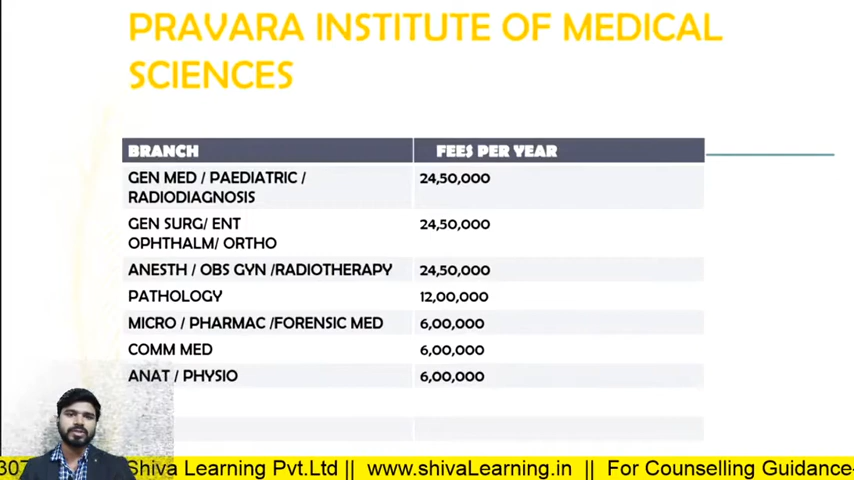 PRAVARA INSTITUTE OF MEDICAL
SCIENCES
BRANCH FEES PER YEAR
GEN MED / PAEDIATRIC / 24,50,000
RADIODIAGNOSIS
GEN SURG/ ENT 24,50,000
OPHTHALM/ ORTHO
ANESTH / OBS GYN /RADIOTHERAPY 24,50,000
PATHOLOGY 12,00,000
MICRO / PHARMAC /FORENSIC MED 6,00,000
COMM MED 6,00,000
ANAT / PHYSIO 6,00,000
307 Shiva Learning Pvt.Ltd || www.shivaLearning.in || For Counselling Guidance-